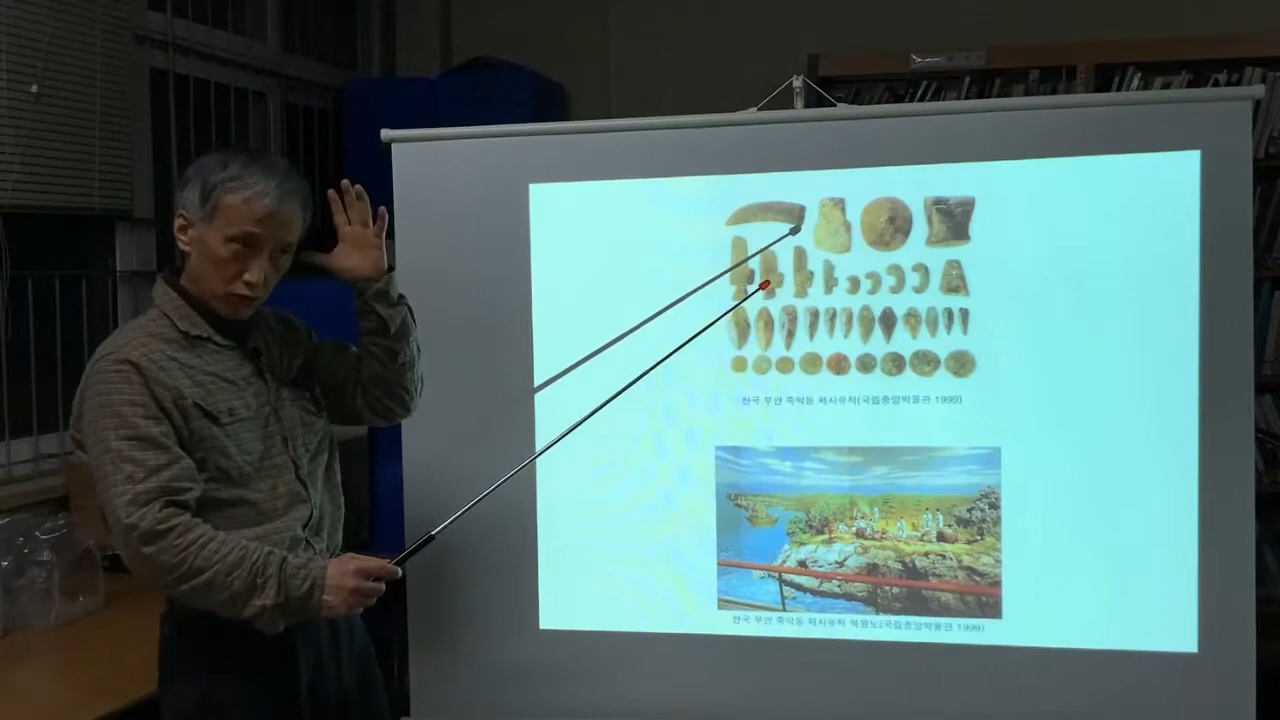 한국 부안 죽막동 제사유적(국립중앙박물관 1999)
한국 부안 죽막동 제사유적 복원도(국립중앙박물관 1999)